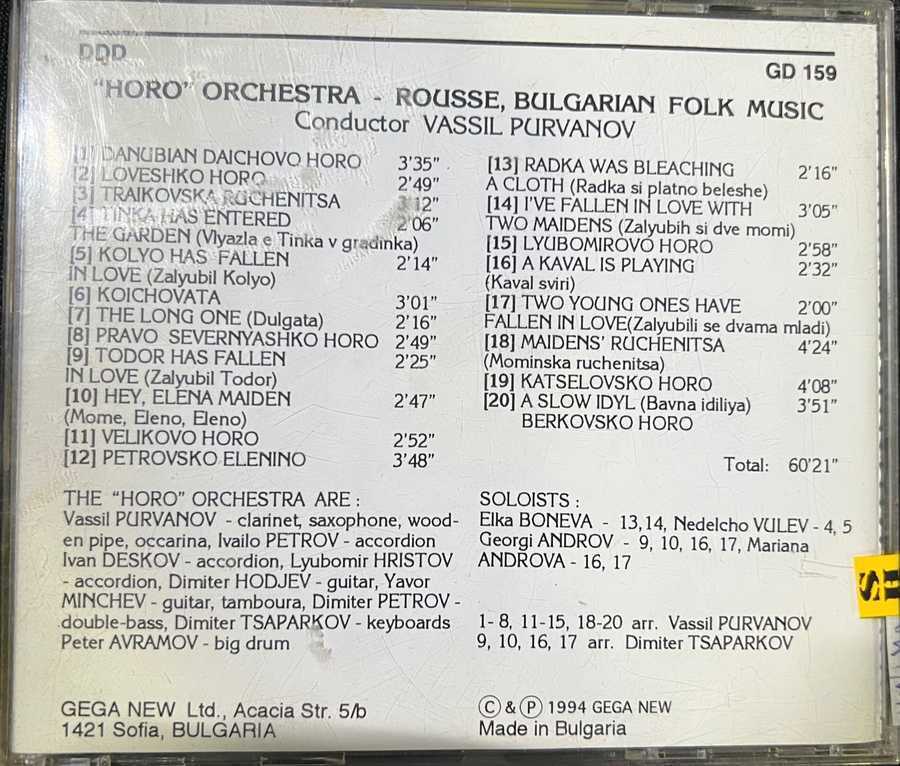 DDD
GD 159
"HORO" ORCHESTRA - ROUSSE, BULGARIAN FOLK MUSIC
Conductor VASSIL PURVANOV
[1] DANUBIAN DAICHOVO HORO 3'35"
[2] LOVESHKO HORO 2'49"
[3] TRAIKOVSKA RUCHENITSA 3'12"
[4] TINKA HAS ENTERED 2'06"
THE GARDEN (Vlyazla e Tinka v gradinka)
[5] KOLYO HAS FALLEN 2'14"
IN LOVE (Zalyubil Kolyo)
[6] KOICHOVATA 3'01"
[7] THE LONG ONE (Dulgata) 2'16"
[8] PRAVO SEVERNYASHKO HORO 2'49"
[9] TODOR HAS FALLEN 2'25"
IN LOVE (Zalyubil Todor)
[10] HEY, ELENA MAIDEN 2'47"
(Mome, Eleno, Eleno)
[11] VELIKOVO HORO 2'52"
[12] PETROVSKO ELENINO 3'48"
[13] RADKA WAS BLEACHING 2'16"
A CLOTH (Radka si platno beleshe)
[14] I'VE FALLEN IN LOVE WITH 3'05"
TWO MAIDENS (Zalyubih si dve momi)
[15] LYUBOMIROVO HORO 2'58"
[16] A KAVAL IS PLAYING 2'32"
(Kaval sviri)
[17] TWO YOUNG ONES HAVE 2'00"
FALLEN IN LOVE(Zalyubili se dvama mladi)
[18] MAIDENS' RUCHENITSA 4'24"
(Mominska ruchenitsa)
[19] KATSELOVSKO HORO 4'08"
[20] A SLOW IDYL (Bavna idiliya) 3'51"
BERKOVSKO HORO
Total: 60'21"
THE "HORO" ORCHESTRA ARE :
Vassil PURVANOV - clarinet, saxophone, wood-
en pipe, occarina, Ivailo PETROV - accordion
Ivan DESKOV - accordion, Lyubomir HRISTOV
- accordion, Dimiter HODJEV - guitar, Yavor
MINCHEV - guitar, tamboura, Dimiter PETROV -
double-bass, Dimiter TSAPARKOV - keyboards
Peter AVRAMOV - big drum
SOLOISTS :
Elka BONEVA - 13,14, Nedelcho VULEV - 4, 5
Georgi ANDROV - 9, 10, 16, 17, Mariana
ANDROVA - 16, 17
1- 8, 11-15, 18-20 arr. Vassil PURVANOV
9, 10, 16, 17 arr. Dimiter TSAPARKOV
GEGA NEW Ltd., Acacia Str. 5/b
1421 Sofia, BULGARIA
© & ℗ 1994 GEGA NEW
Made in Bulgaria